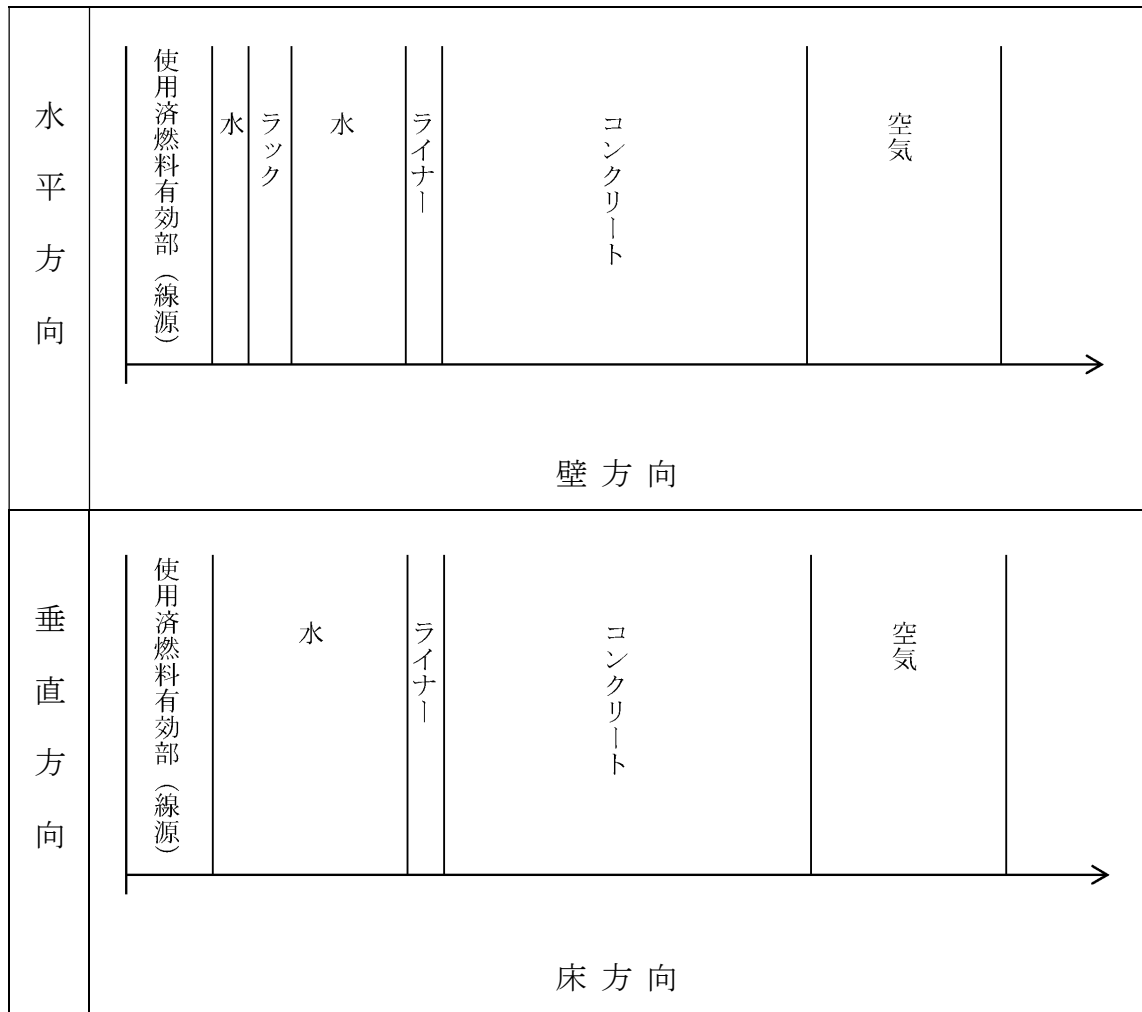 水平方向
使用済燃料有効部(線源)
水
ラック
水
ライナー
コンクリート
空気
壁方向
垂直方向
使用済燃料有効部(線源)
水
ライナー
コンクリート
空気
床方向